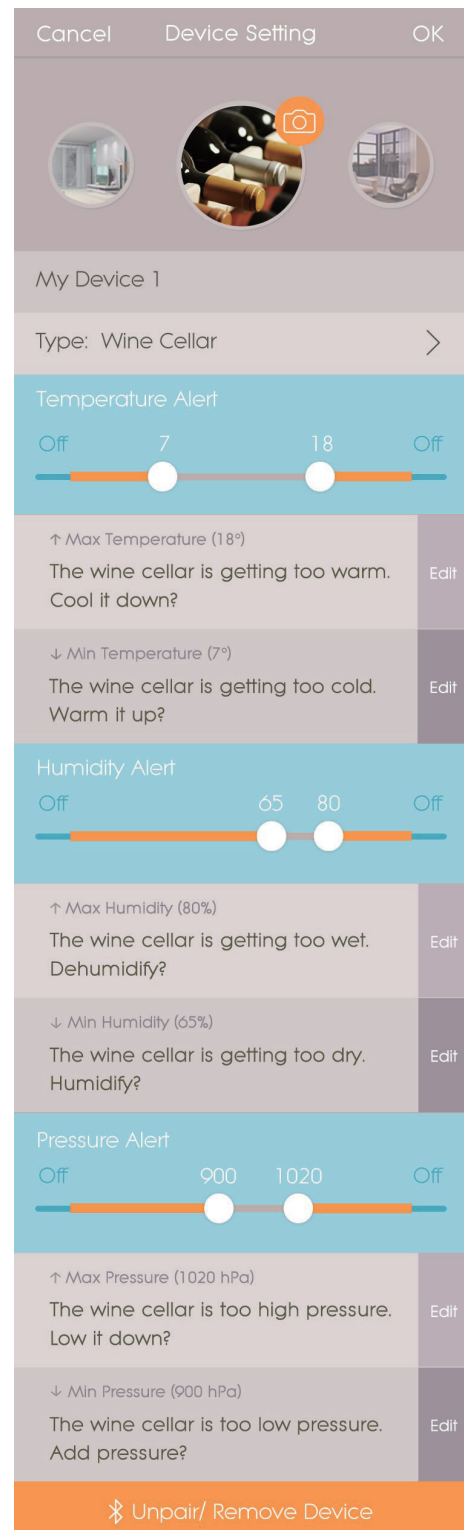 Cancel Device Setting OK
My Device 1
Type: Wine Cellar
Temperature Alert
Off 7 18 Off
↑ Max Temperature (18°)
The wine cellar is getting too warm.
Cool it down?
Edit
↓ Min Temperature (7°)
The wine cellar is getting too cold.
Warm it up?
Edit
Humidity Alert
Off 65 80 Off
↑ Max Humidity (80%)
The wine cellar is getting too wet.
Dehumidify?
Edit
↓ Min Humidity (65%)
The wine cellar is getting too dry.
Humidify?
Edit
Pressure Alert
Off 900 1020 Off
↑ Max Pressure (1020 hPa)
The wine cellar is too high pressure.
Low it down?
Edit
↓ Min Pressure (900 hPa)
The wine cellar is too low pressure.
Add pressure?
Edit
Unpair/ Remove Device